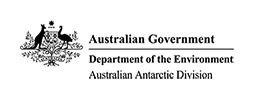 Australian Government
Department of the Environment
Australian Antarctic Division